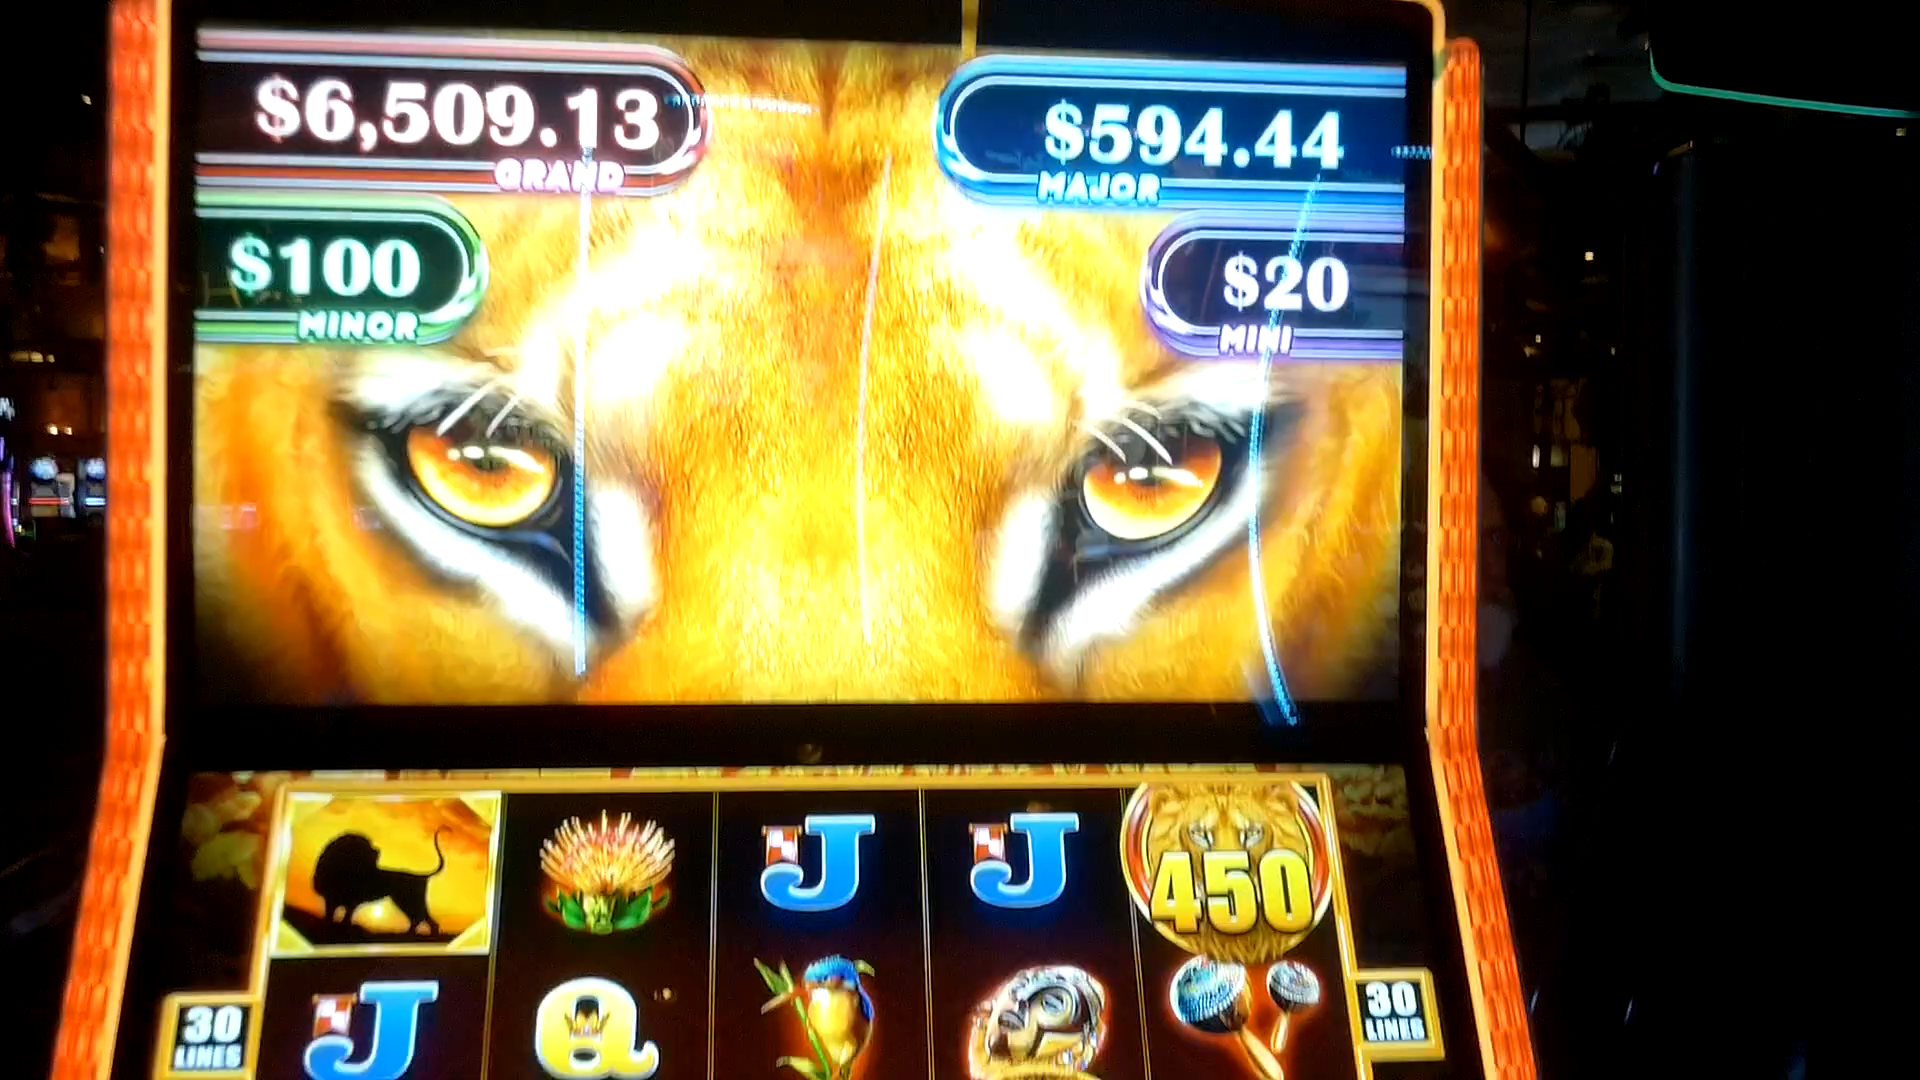 $6,509.13
GRAND
$594.44
MAJOR
$100
MINOR
$20
MINI
J
J
450
J
Q
30
LINES
30
LINES